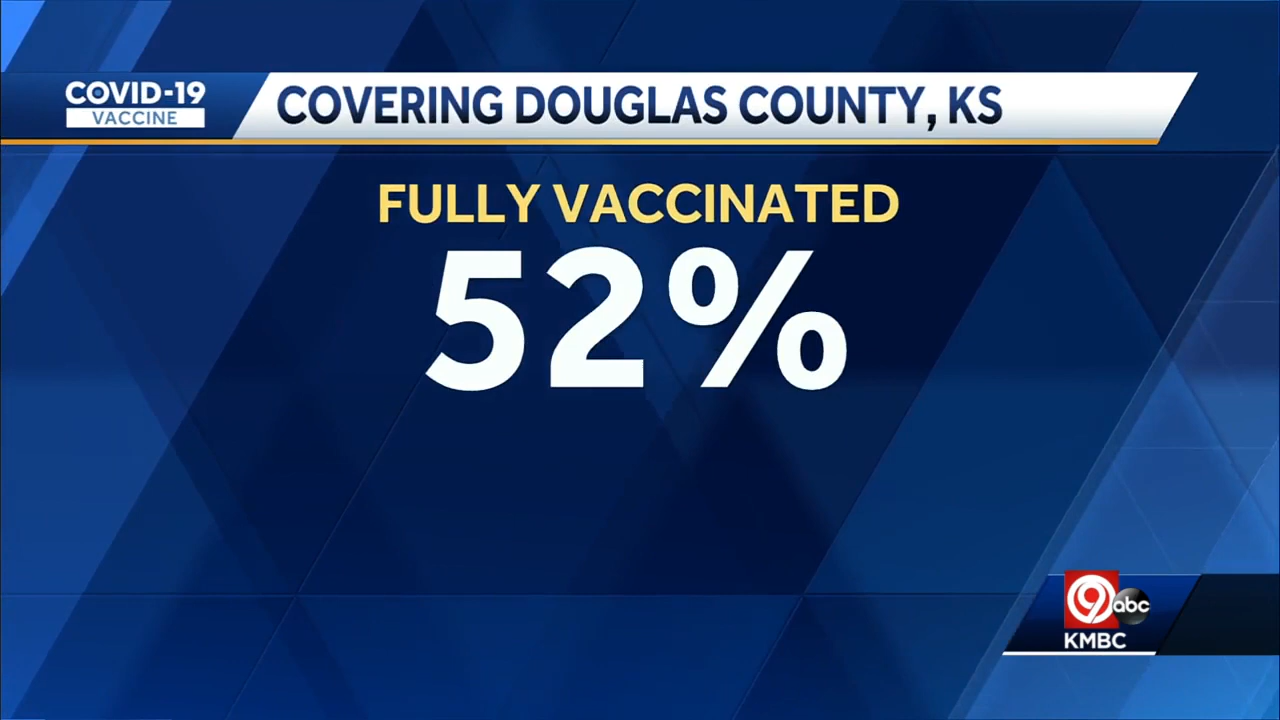 COVID-19
VACCINE
COVERING DOUGLAS COUNTY, KS
FULLY VACCINATED
52%
9 abc
KMBC